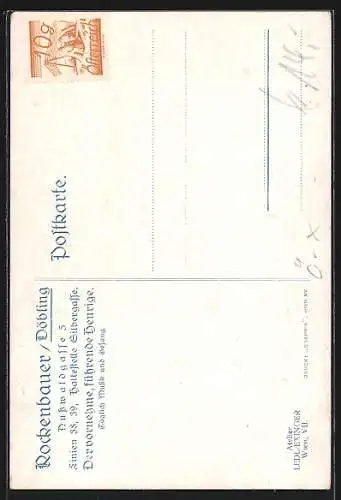 Rockenbauer / Döbling
Nußwaldgasse 5
Linien 38, 39, Haltestelle Silbergasse.
Der vornehme, führende Heurige.
Täglich Musik und Gesang
Postkarte.
10g
Österreich
Atelier
Wien, VII.